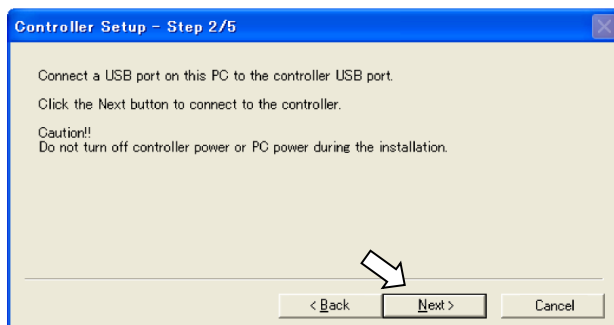 Controller Setup - Step 2/5
Connect a USB port on this PC to the controller USB port.
Click the Next button to connect to the controller.
Caution!!
Do not turn off controller power or PC power during the installation.
< Back
Next >
Cancel